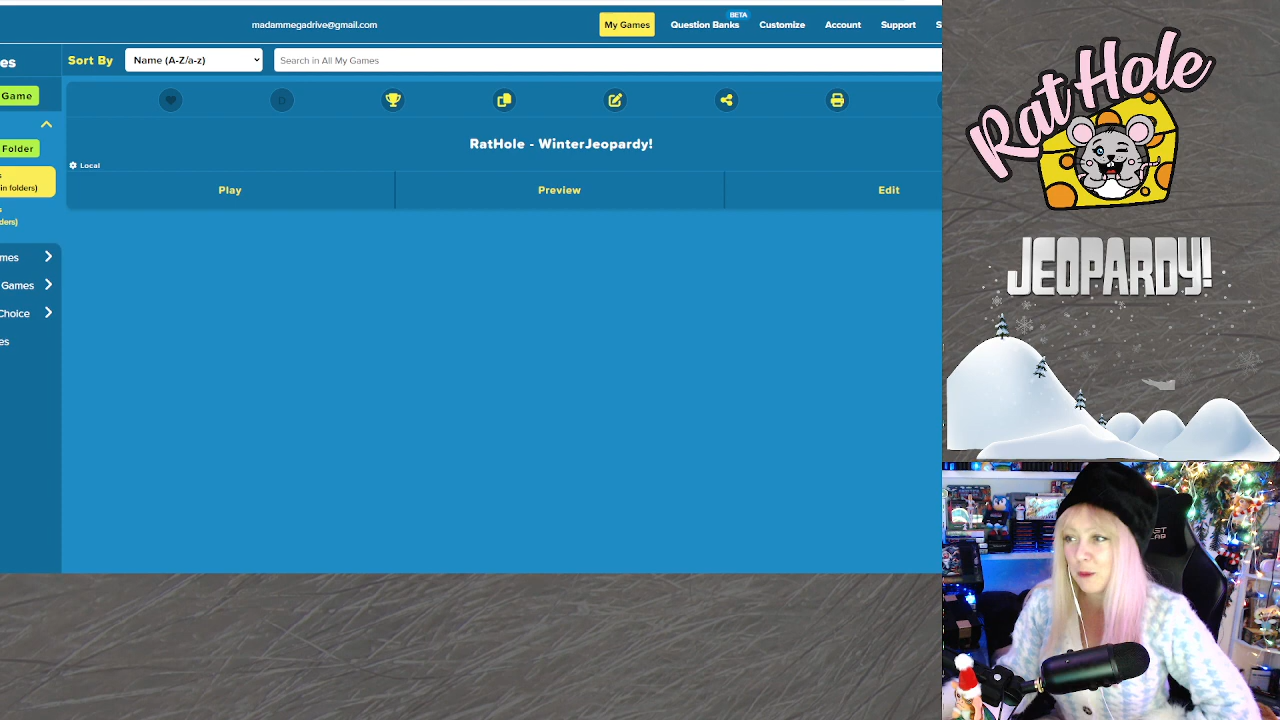 madammegadrive@gmail.com
My Games
Question Banks
BETA
Customize
Account
Support
S
es
Sort By
Name (A-Z/a-z)
Search in All My Games
Game
RatHole - WinterJeopardy!
Folder
Local
s
in folders)
Play
Preview
Edit
s
ders)
mes
Games
Choice
es
Rat Hole
JEOPARDY!